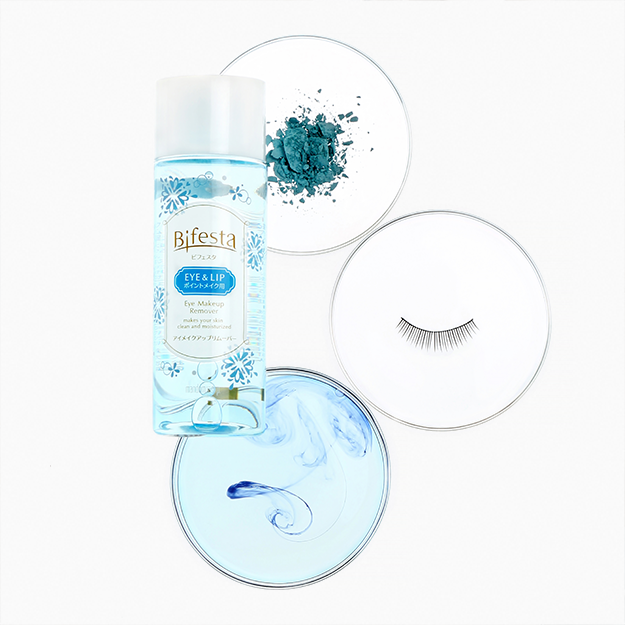 Bifesta
ビフェスタ
EYE & LIP
ポイントメイク用
Eye Makeup
Remover
makes your skin
clean and moisturized
アイメイクアップリムーバー